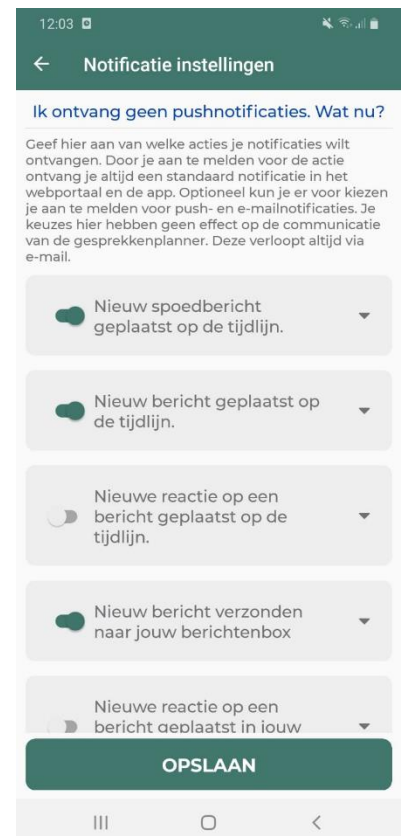 12:03
Notificatie instellingen
Ik ontvang geen pushnotificaties. Wat nu?
Geef hier aan van welke acties je notificaties wilt
ontvangen. Door je aan te melden voor de actie
ontvang je altijd een standaard notificatie in het
webportaal en de app. Optioneel kun je er voor kiezen
je aan te melden voor push- en e-mailnotificaties. Je
keuzes hier hebben geen effect op de communicatie
van de gesprekkenplanner. Deze verloopt altijd via
e-mail.
Nieuw spoedbericht
geplaatst op de tijdlijn.
Nieuw bericht geplaatst op
de tijdlijn.
Nieuwe reactie op een
bericht geplaatst op de
tijdlijn.
Nieuw bericht verzonden
naar jouw berichtenbox
Nieuwe reactie op een
bericht geplaatst in jouw
OPSLAAN